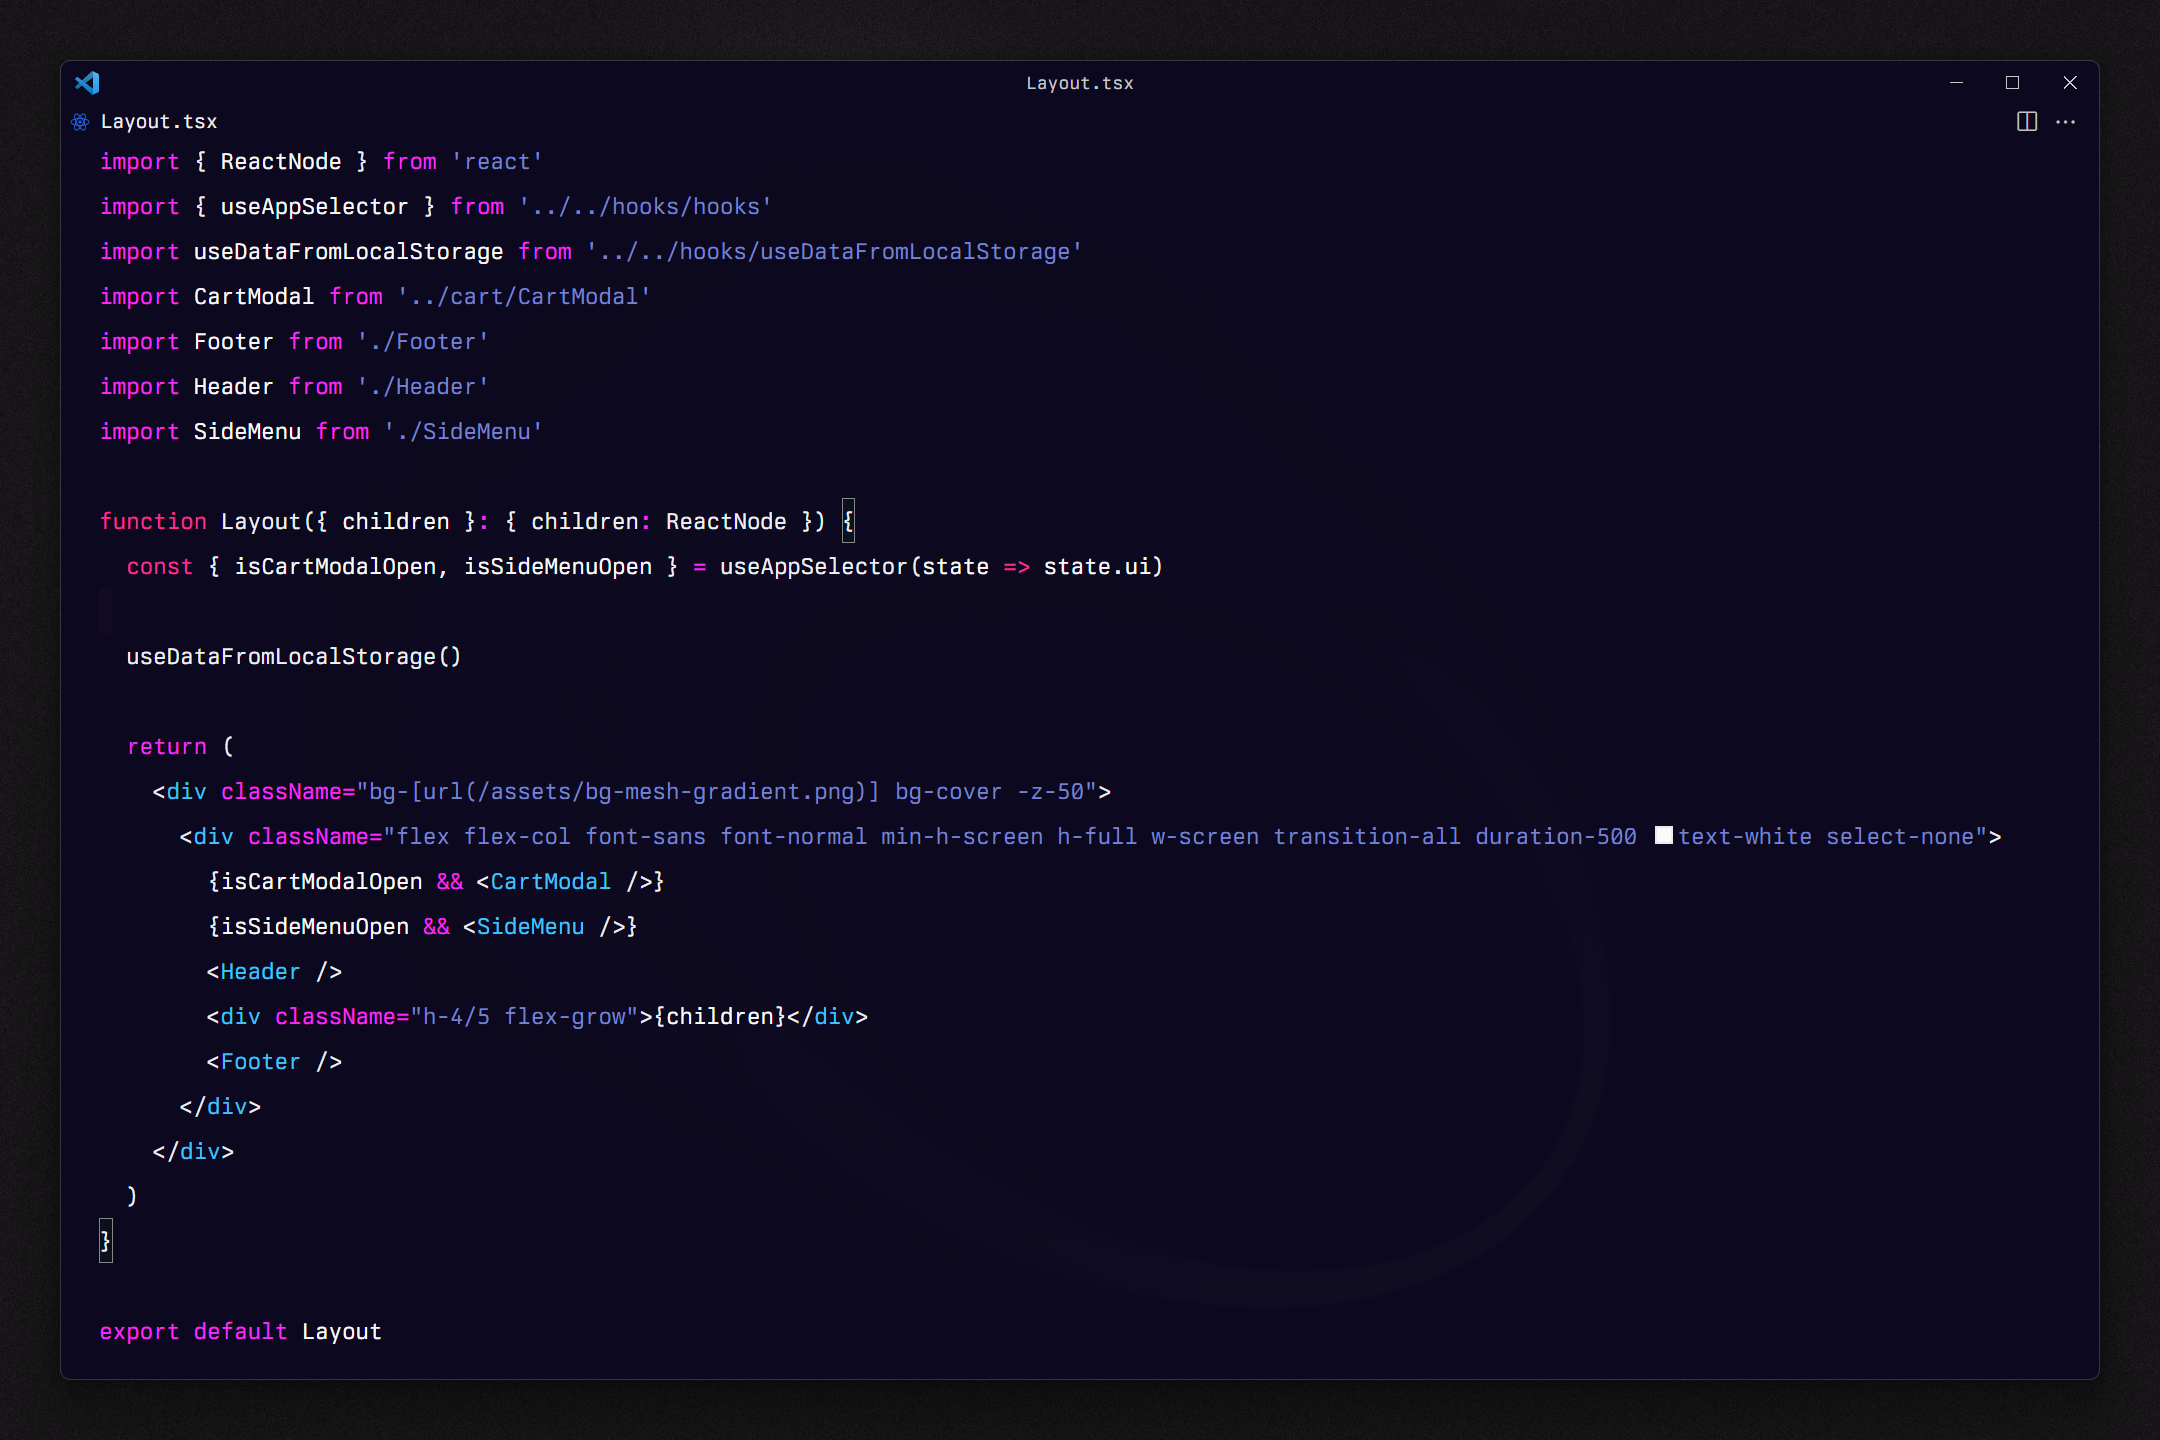 Layout.tsx
Layout.tsx
import { ReactNode } from 'react'
import { useAppSelector } from '../../hooks/hooks'
import useDataFromLocalStorage from '../../hooks/useDataFromLocalStorage'
import CartModal from '../cart/CartModal'
import Footer from './Footer'
import Header from './Header'
import SideMenu from './SideMenu'
function Layout({ children }: { children: ReactNode }) {
  const { isCartModalOpen, isSideMenuOpen } = useAppSelector(state => state.ui)
  useDataFromLocalStorage()
  return (
    <div className="bg-[url(/assets/bg-mesh-gradient.png)] bg-cover -z-50">
      <div className="flex flex-col font-sans font-normal min-h-screen h-full w-screen transition-all duration-500 text-white select-none">
        {isCartModalOpen && <CartModal />}
        {isSideMenuOpen && <SideMenu />}
        <Header />
        <div className="h-4/5 flex-grow">{children}</div>
        <Footer />
      </div>
    </div>
  )
}
export default Layout